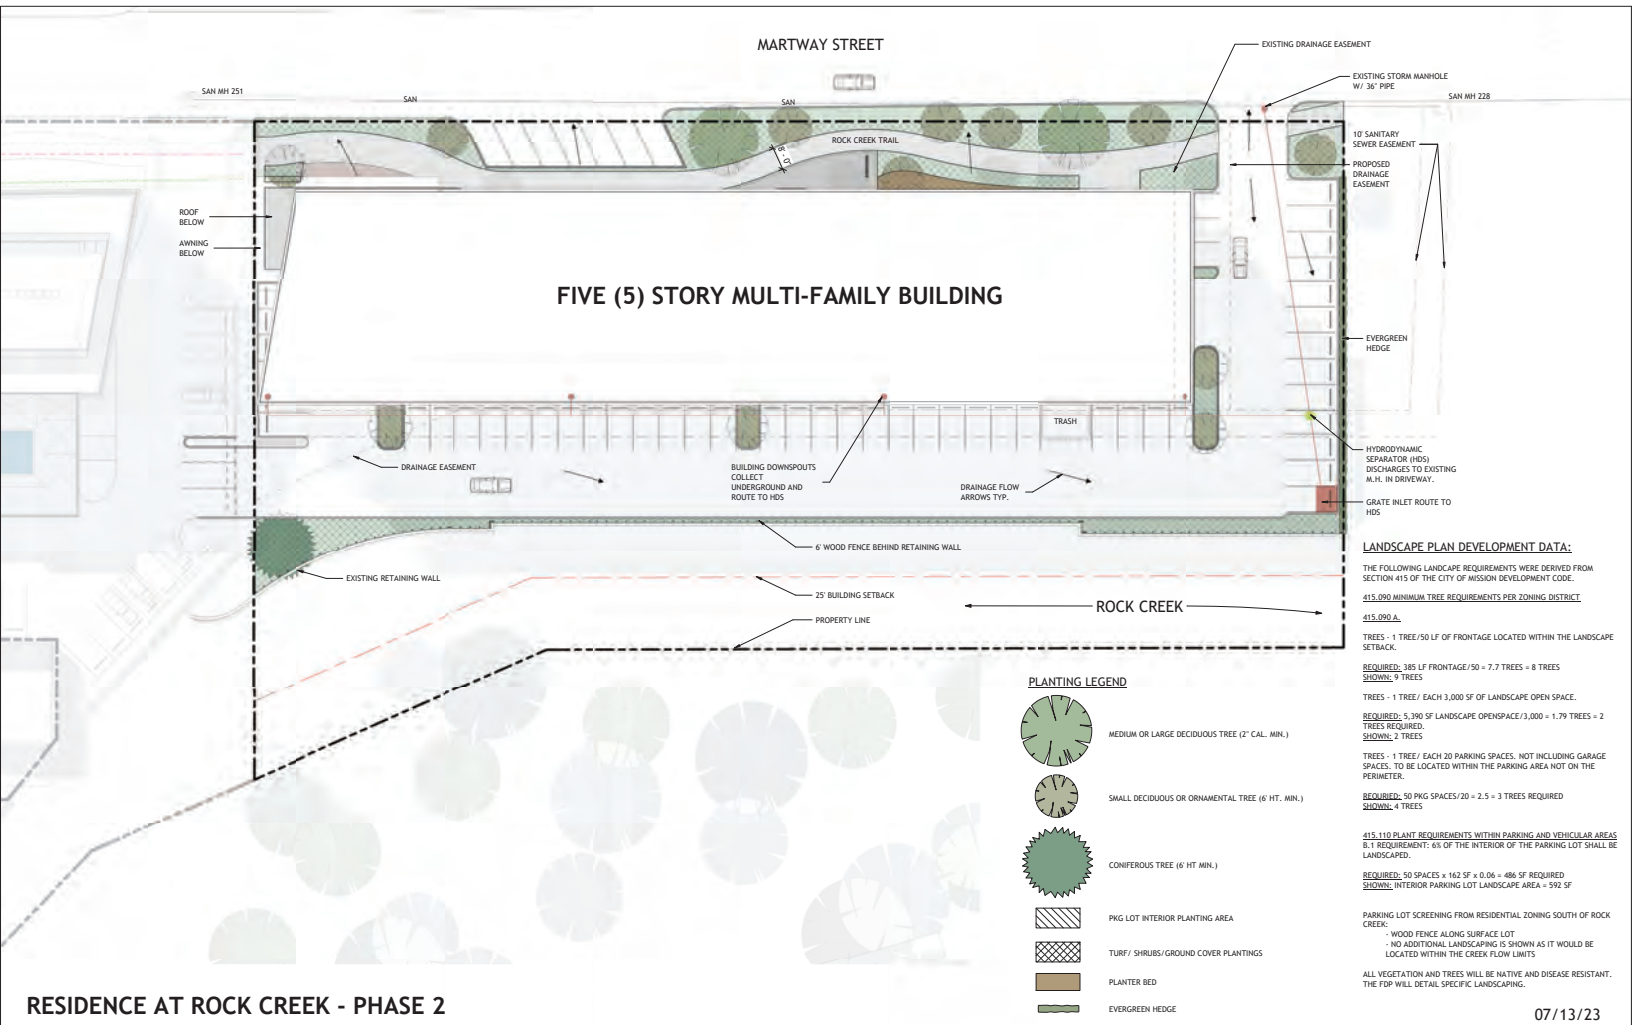 MARTWAY STREET
EXISTING DRAINAGE EASEMENT
EXISTING STORM MANHOLE
W/ 36" PIPE
SAN MH 251
SAN
SAN
SAN MH 228
10' SANITARY
SEWER EASEMENT
PROPOSED
DRAINAGE
EASEMENT
ROCK CREEK TRAIL
8'-0"
ROOF
BELOW
AWNING
BELOW
FIVE (5) STORY MULTI-FAMILY BUILDING
EVERGREEN
HEDGE
TRASH
DRAINAGE EASEMENT
BUILDING DOWNSPOUTS
COLLECT
UNDERGROUND AND
ROUTE TO HDS
DRAINAGE FLOW
ARROWS TYP.
HYDRODYNAMIC
SEPARATOR (HDS)
DISCHARGES TO EXISTING
M.H. IN DRIVEWAY.
GRATE INLET ROUTE TO
HDS
6' WOOD FENCE BEHIND RETAINING WALL
EXISTING RETAINING WALL
25' BUILDING SETBACK
ROCK CREEK
PROPERTY LINE
PLANTING LEGEND
MEDIUM OR LARGE DECIDUOUS TREE (2" CAL. MIN.)
SMALL DECIDUOUS OR ORNAMENTAL TREE (6' HT. MIN.)
CONIFEROUS TREE (6' HT MIN.)
PKG LOT INTERIOR PLANTING AREA
TURF/ SHRUBS/GROUND COVER PLANTINGS
PLANTER BED
EVERGREEN HEDGE
LANDSCAPE PLAN DEVELOPMENT DATA:
THE FOLLOWING LANDCAPE REQUIREMENTS WERE DERIVED FROM
SECTION 415 OF THE CITY OF MISSION DEVELOPMENT CODE.
415.090 MINIMUM TREE REQUIREMENTS PER ZONING DISTRICT
415.090 A.
TREES - 1 TREE/50 LF OF FRONTAGE LOCATED WITHIN THE LANDSCAPE
SETBACK.
REQUIRED: 385 LF FRONTAGE/50 = 7.7 TREES = 8 TREES
SHOWN: 9 TREES
TREES - 1 TREE/ EACH 3,000 SF OF LANDSCAPE OPEN SPACE.
REQUIRED: 5,390 SF LANDSCAPE OPENSPACE/3,000 = 1.79 TREES = 2
TREES REQUIRED.
SHOWN: 2 TREES
TREES - 1 TREE/ EACH 20 PARKING SPACES. NOT INCLUDING GARAGE
SPACES. TO BE LOCATED WITHIN THE PARKING AREA NOT ON THE
PERIMETER.
REQUIRIED: 50 PKG SPACES/20 = 2.5 = 3 TREES REQUIRED
SHOWN: 4 TREES
415.110 PLANT REQUIREMENTS WITHIN PARKING AND VEHICULAR AREAS
B.1 REQUIREMENT: 6% OF THE INTERIOR OF THE PARKING LOT SHALL BE
LANDSCAPED.
REQUIRED: 50 SPACES x 162 SF x 0.06 = 486 SF REQUIRED
SHOWN: INTERIOR PARKING LOT LANDSCAPE AREA = 592 SF
PARKING LOT SCREENING FROM RESIDENTIAL ZONING SOUTH OF ROCK
CREEK:
- WOOD FENCE ALONG SURFACE LOT
- NO ADDITIONAL LANDSCAPING IS SHOWN AS IT WOULD BE
LOCATED WITHIN THE CREEK FLOW LIMITS
ALL VEGETATION AND TREES WILL BE NATIVE AND DISEASE RESISTANT.
THE FDP WILL DETAIL SPECIFIC LANDSCAPING.
RESIDENCE AT ROCK CREEK - PHASE 2
07/13/23